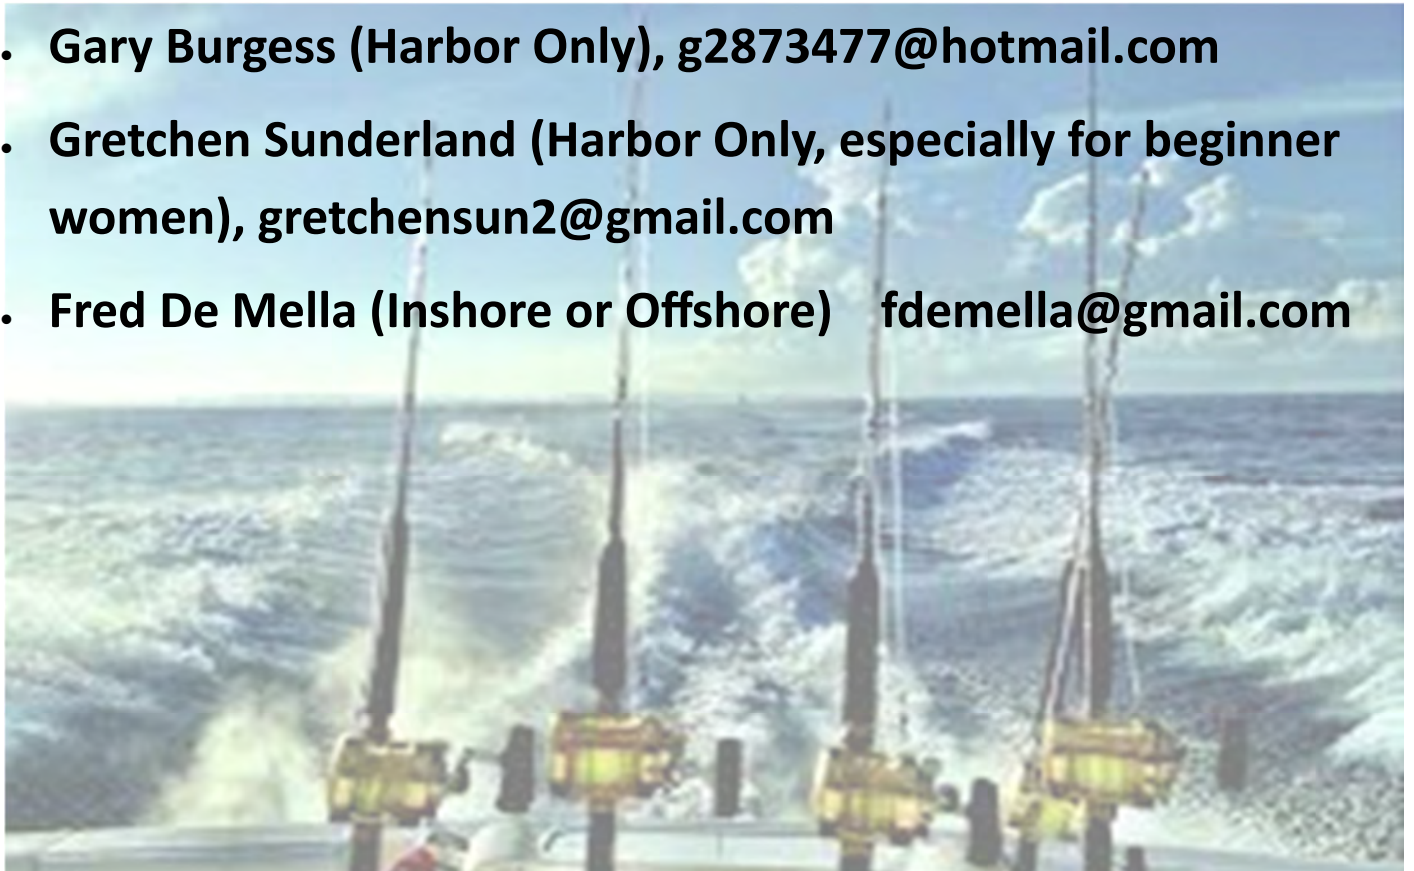 • Gary Burgess (Harbor Only), g2873477@hotmail.com
• Gretchen Sunderland (Harbor Only, especially for beginner
women), gretchensun2@gmail.com
• Fred De Mella (Inshore or Offshore) fdemella@gmail.com